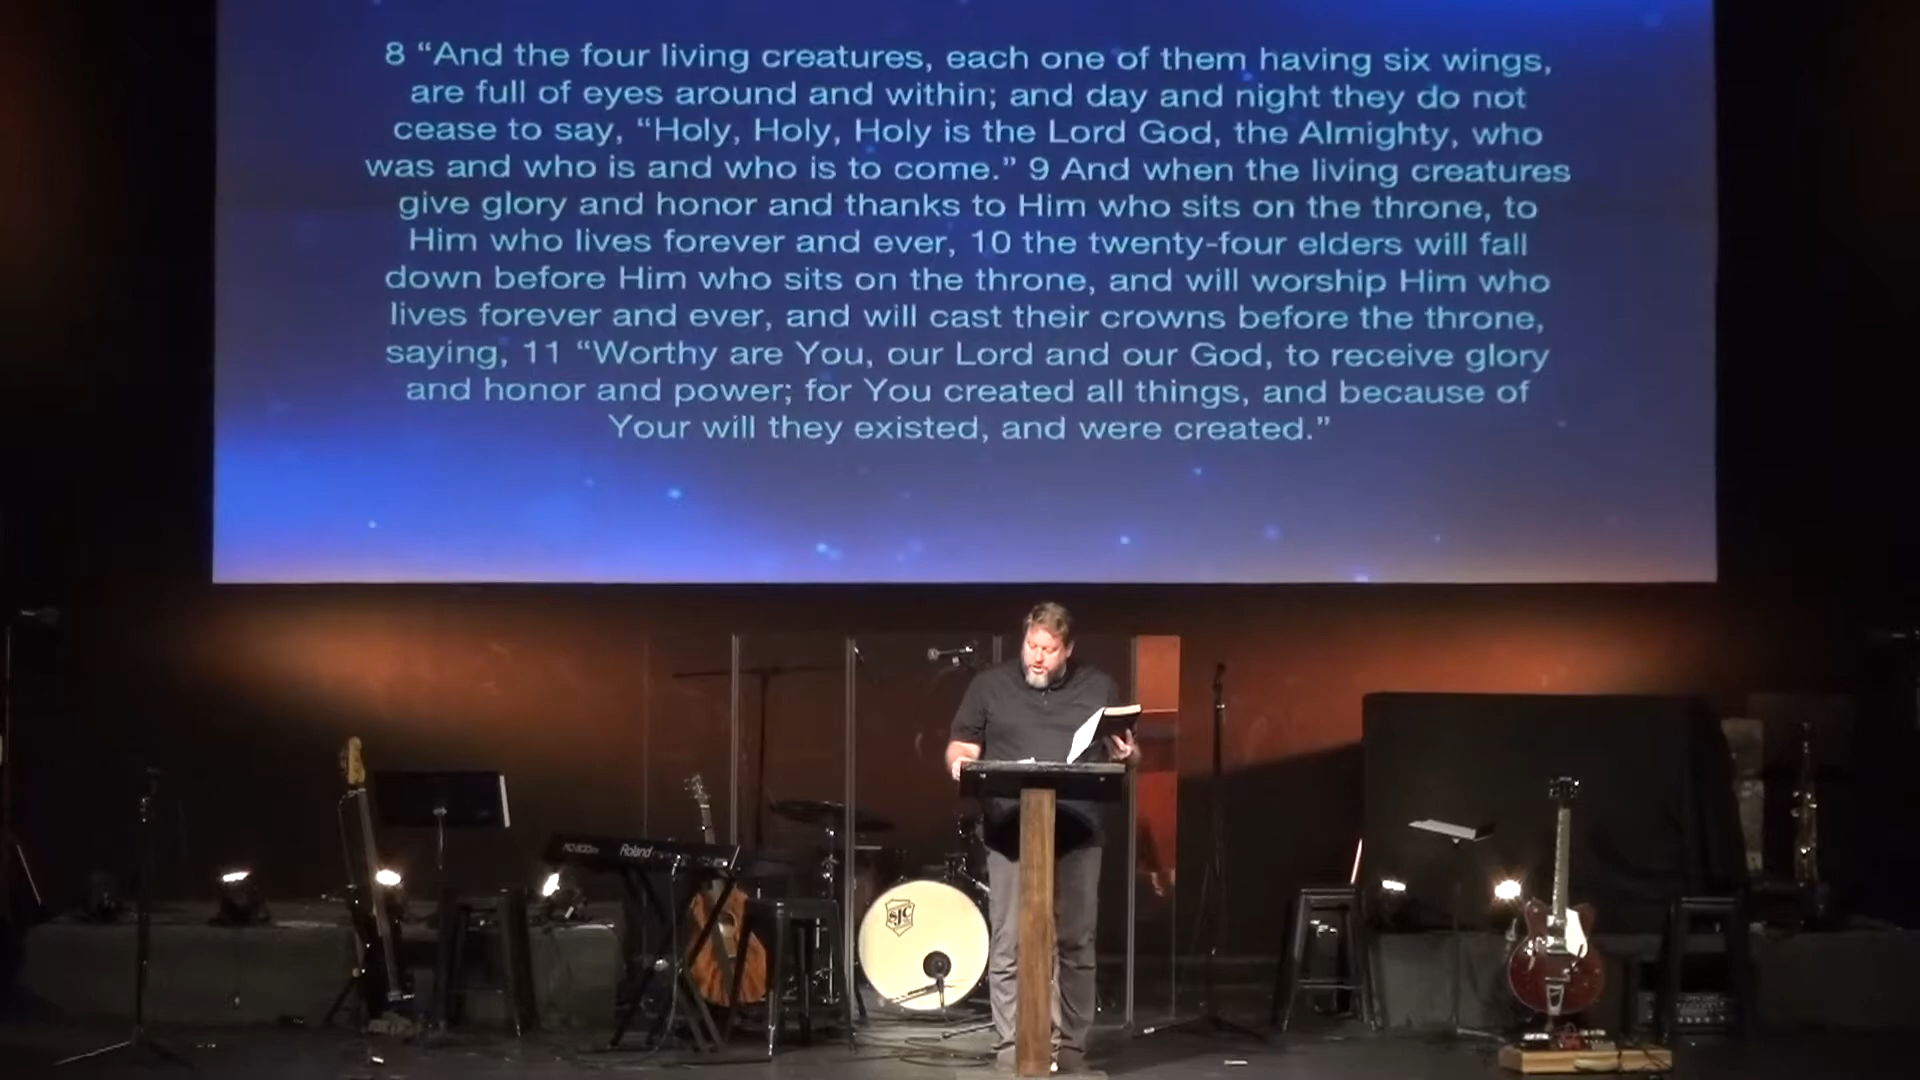 8 “And the four living creatures, each one of them having six wings,
are full of eyes around and within; and day and night they do not
cease to say, “Holy, Holy, Holy is the Lord God, the Almighty, who
was and who is and who is to come.” 9 And when the living creatures
give glory and honor and thanks to Him who sits on the throne, to
Him who lives forever and ever, 10 the twenty-four elders will fall
down before Him who sits on the throne, and will worship Him who
lives forever and ever, and will cast their crowns before the throne,
saying, 11 “Worthy are You, our Lord and our God, to receive glory
and honor and power; for You created all things, and because of
Your will they existed, and were created.”
Roland
SJC